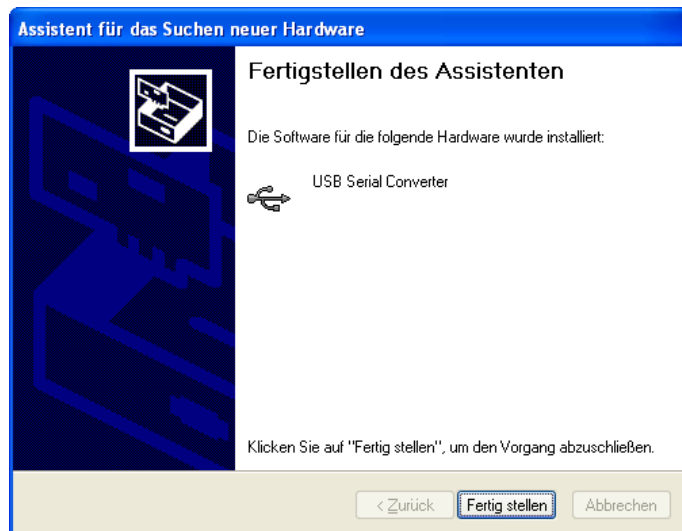 Assistent für das Suchen neuer Hardware
Fertigstellen des Assistenten
Die Software für die folgende Hardware wurde installiert:
USB Serial Converter
Klicken Sie auf "Fertig stellen", um den Vorgang abzuschließen.
< Zurück Fertig stellen Abbrechen